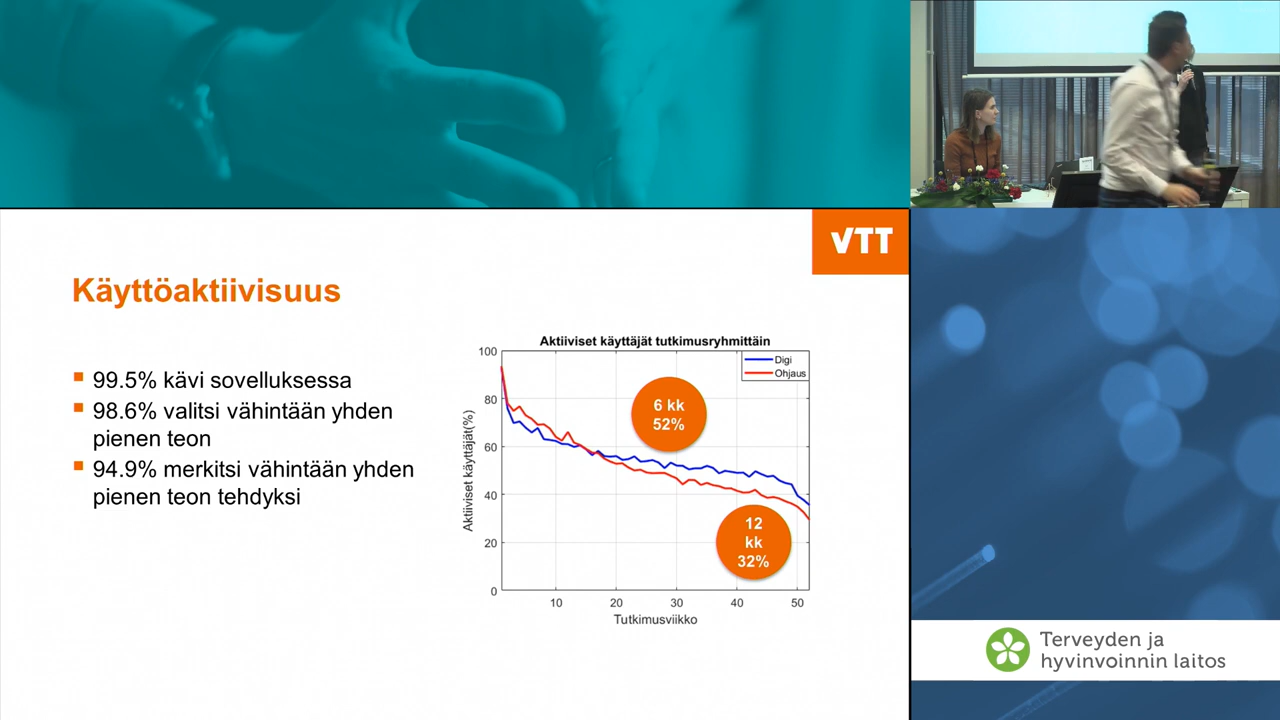 VTT
Käyttöaktiivisuus
99.5% kävi sovelluksessa
98.6% valitsi vähintään yhden
pienen teon
94.9% merkitsi vähintään yhden
pienen teon tehdyksi
Aktiiviset käyttäjät tutkimusryhmittäin
Aktiiviset käyttäjät(%)
100
80
60
40
20
0
10 20 30 40 50
Tutkimusviikko
Digi
Ohjaus
6 kk
52%
12
kk
32%
Terveyden ja
hyvinvoinnin laitos